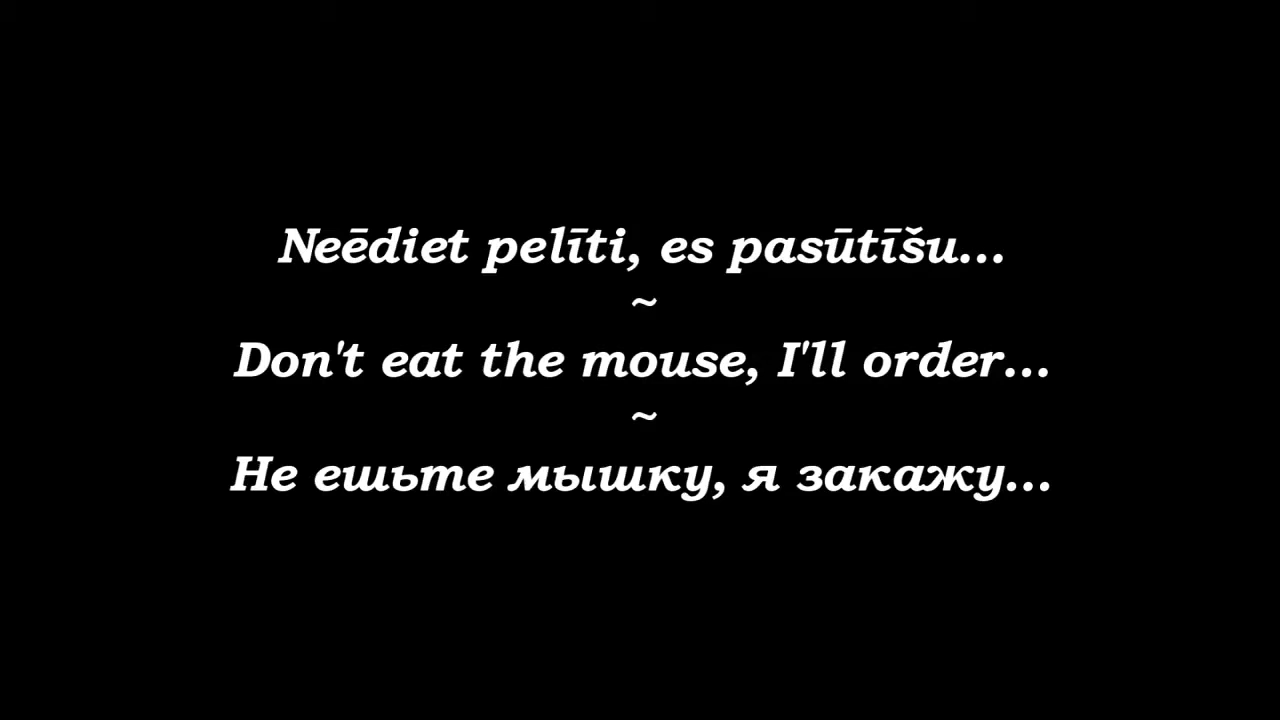 Neēdiet pelīti, es pasūtīšu...
~
Don't eat the mouse, I'll order...
~
Не ешьте мышку, я закажу...